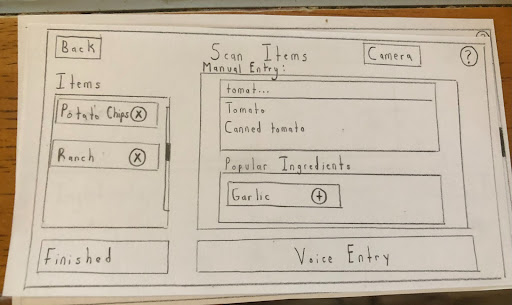 Back
Scan Items
Camera
?
Manual Entry:
Items
Potato Chips X
Ranch X
tomat...
Tomato
Canned tomato
Popular Ingredients
Garlic +
Finished
Voice Entry